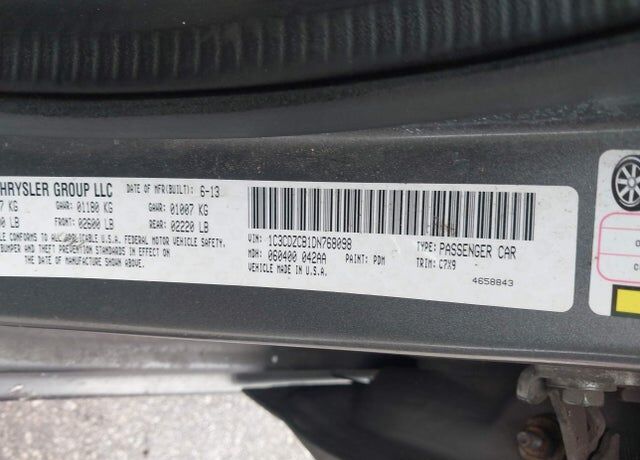 HRYSLER GROUP LLC DATE OF MFR(BUILT): 6-13
KG GAWR: 01180 KG GAWR: 01007 KG
LB FRONT: 02600 LB REAR: 02220 LB
CONFORMS TO ALL APPLICABLE U.S.A. FEDERAL MOTOR VEHICLE SAFETY,
BUMPER AND THEFT PREVENTION STANDARDS IN EFFECT ON
THE DATE OF MANUFACTURE SHOWN ABOVE.
VIN: 1C3CDZCB1DN768098 TYPE: PASSENGER CAR
MDH: 060400 042AA PAINT: PDM TRIM: C7X9
VEHICLE MADE IN U.S.A. 4658843